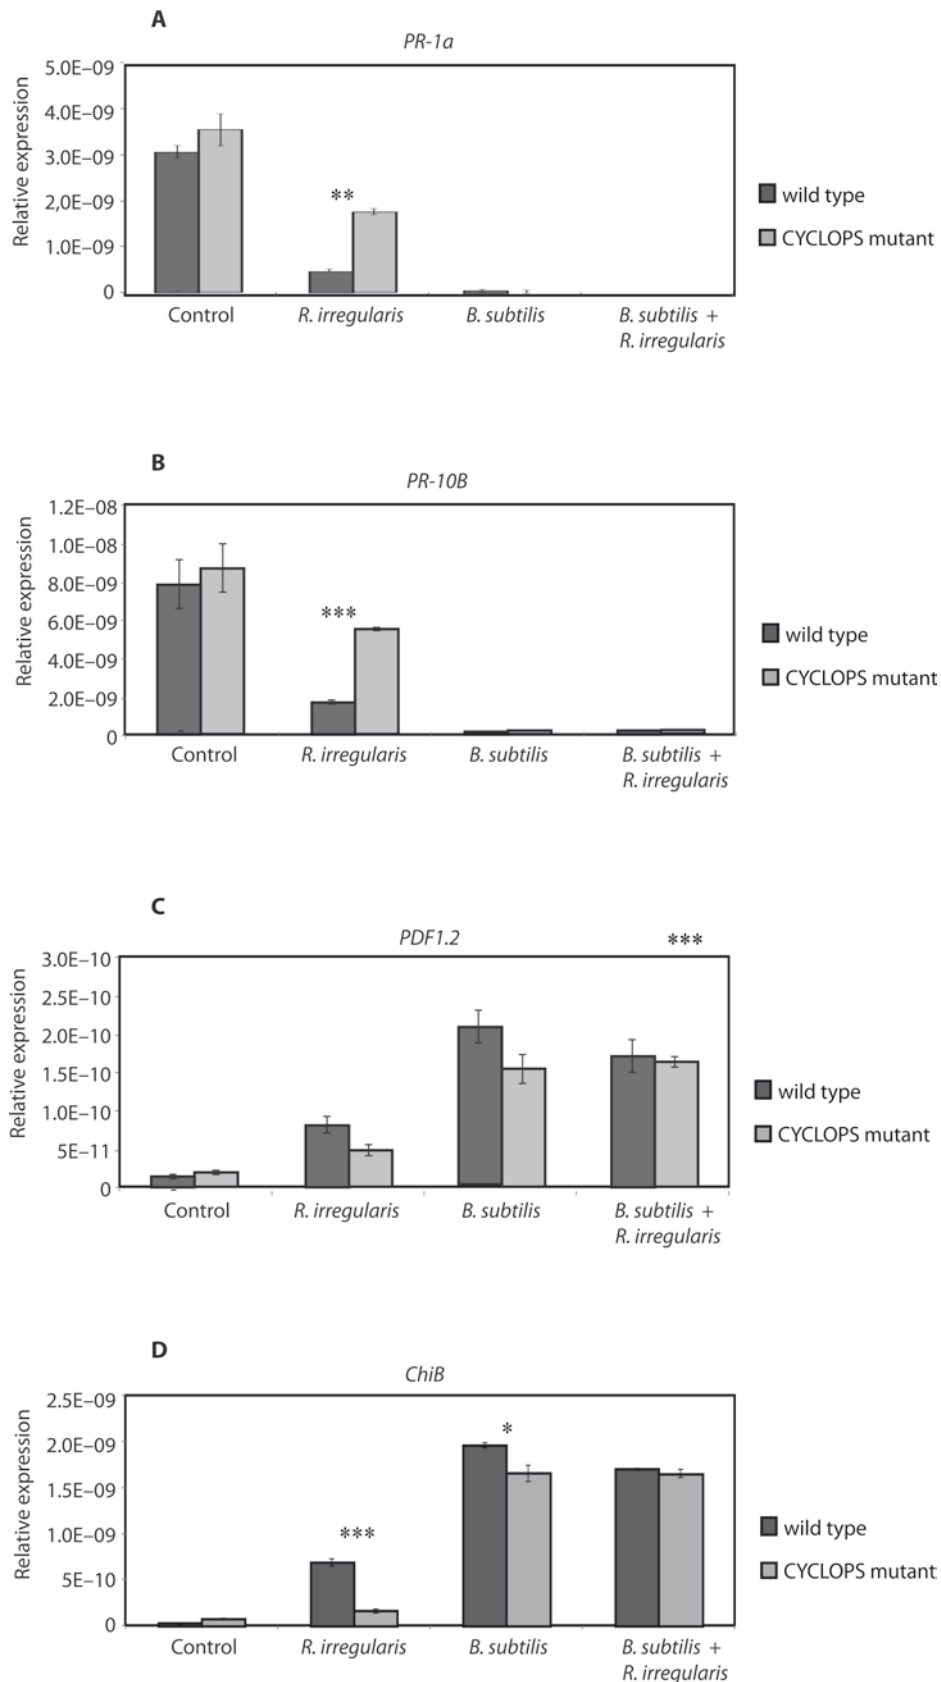 A
PR-1a
Relative expression
5.0E–09
4.0E–09
3.0E–09
2,0E–09
1.0E–09
0
**
Control
R. irregularis
B. subtilis
B. subtilis +
R. irregularis
wild type
CYCLOPS mutant
B
PR-10B
Relative expression
1.2E–08
1.0E–08
8.0E–09
6.0E–09
4.0E–09
2.0E–09
0
***
Control
R. irregularis
B. subtilis
B. subtilis +
R. irregularis
wild type
CYCLOPS mutant
C
PDF1.2
***
Relative expression
3.0E–10
2.5E–10
2.0E–10
1.5E–10
1.0E–10
5E–11
0
Control
R. irregularis
B. subtilis
B. subtilis +
R. irregularis
wild type
CYCLOPS mutant
D
ChiB
Relative expression
2.5E–09
2.0E–09
1.5E–09
1.0E–09
5E–10
0
***
*
Control
R. irregularis
B. subtilis
B. subtilis +
R. irregularis
wild type
CYCLOPS mutant